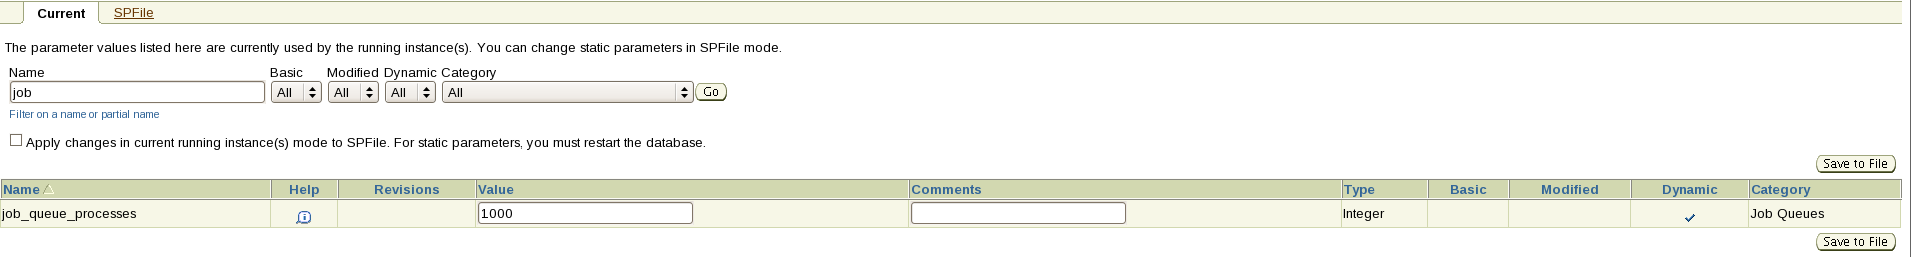 Current SPFile
The parameter values listed here are currently used by the running instance(s). You can change static parameters in SPFile mode.
Name Basic Modified Dynamic Category
job All All All All Go
Filter on a name or partial name
Apply changes in current running instance(s) mode to SPFile. For static parameters, you must restart the database.
Save to File
Name Help Revisions Value Comments Type Basic Modified Dynamic Category
job_queue_processes 1000 Integer Job Queues
Save to File